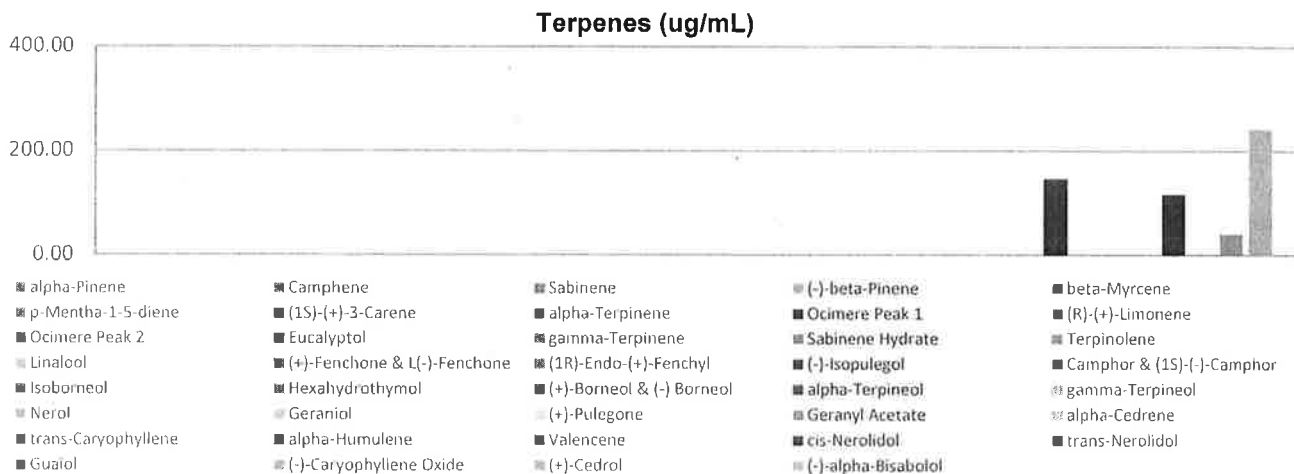 Terpenes (ug/mL)
400.00
200.00
0.00
alpha-Pinene Camphene Sabinene (-)-beta-Pinene beta-Myrcene
p-Mentha-1-5-diene (1S)-(+)-3-Carene alpha-Terpinene Ocimere Peak 1 (R)-(+)-Limonene
Ocimere Peak 2 Eucalyptol gamma-Terpinene Sabinene Hydrate Terpinolene
Linalool (+)-Fenchone & L(-)-Fenchone (1R)-Endo-(+)-Fenchyl (-)-Isopulegol Camphor & (1S)-(-)-Camphor
Isoborneol Hexahydrothymol (+)-Borneol & (-) Borneol alpha-Terpineol gamma-Terpineol
Nerol Geraniol (+)-Pulegone Geranyl Acetate alpha-Cedrene
trans-Caryophyllene alpha-Humulene Valencene cis-Nerolidol trans-Nerolidol
Guaiol (-)-Caryophyllene Oxide (+)-Cedrol (-)-alpha-Bisabolol